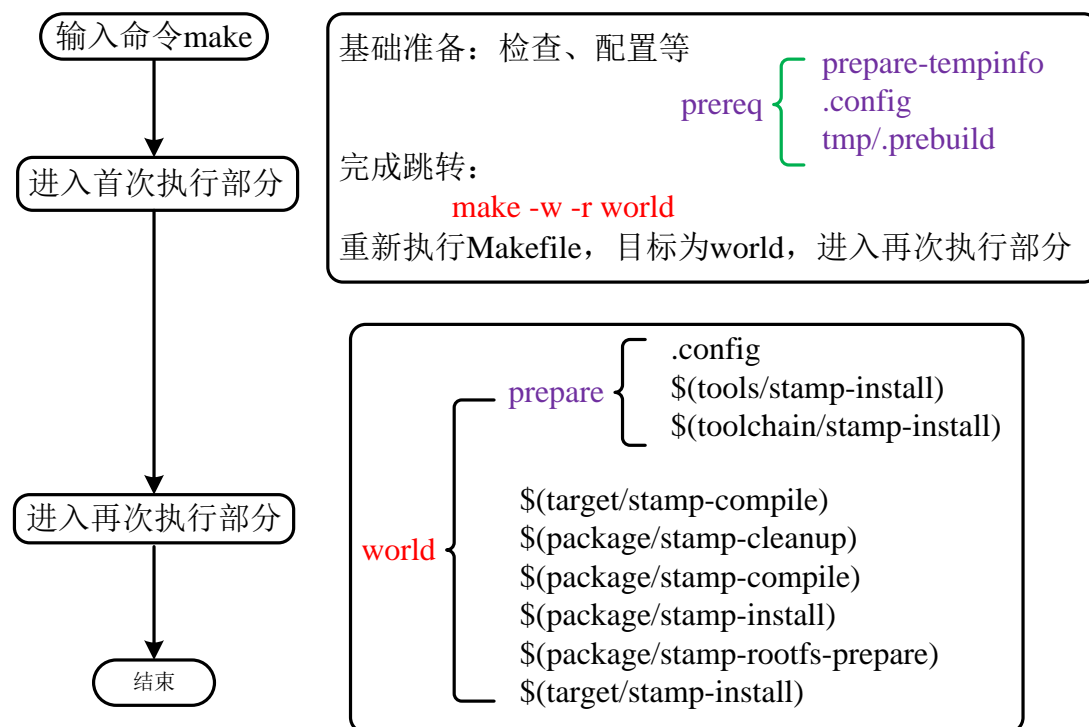 输入命令make
进入首次执行部分
进入再次执行部分
结束
基础准备：检查、配置等
prereq
prepare-tempinfo
.config
tmp/.prebuild
完成跳转：
make -w -r world
重新执行Makefile，目标为world，进入再次执行部分
world
prepare
.config
$(tools/stamp-install)
$(toolchain/stamp-install)
$(target/stamp-compile)
$(package/stamp-cleanup)
$(package/stamp-compile)
$(package/stamp-install)
$(package/stamp-rootfs-prepare)
$(target/stamp-install)